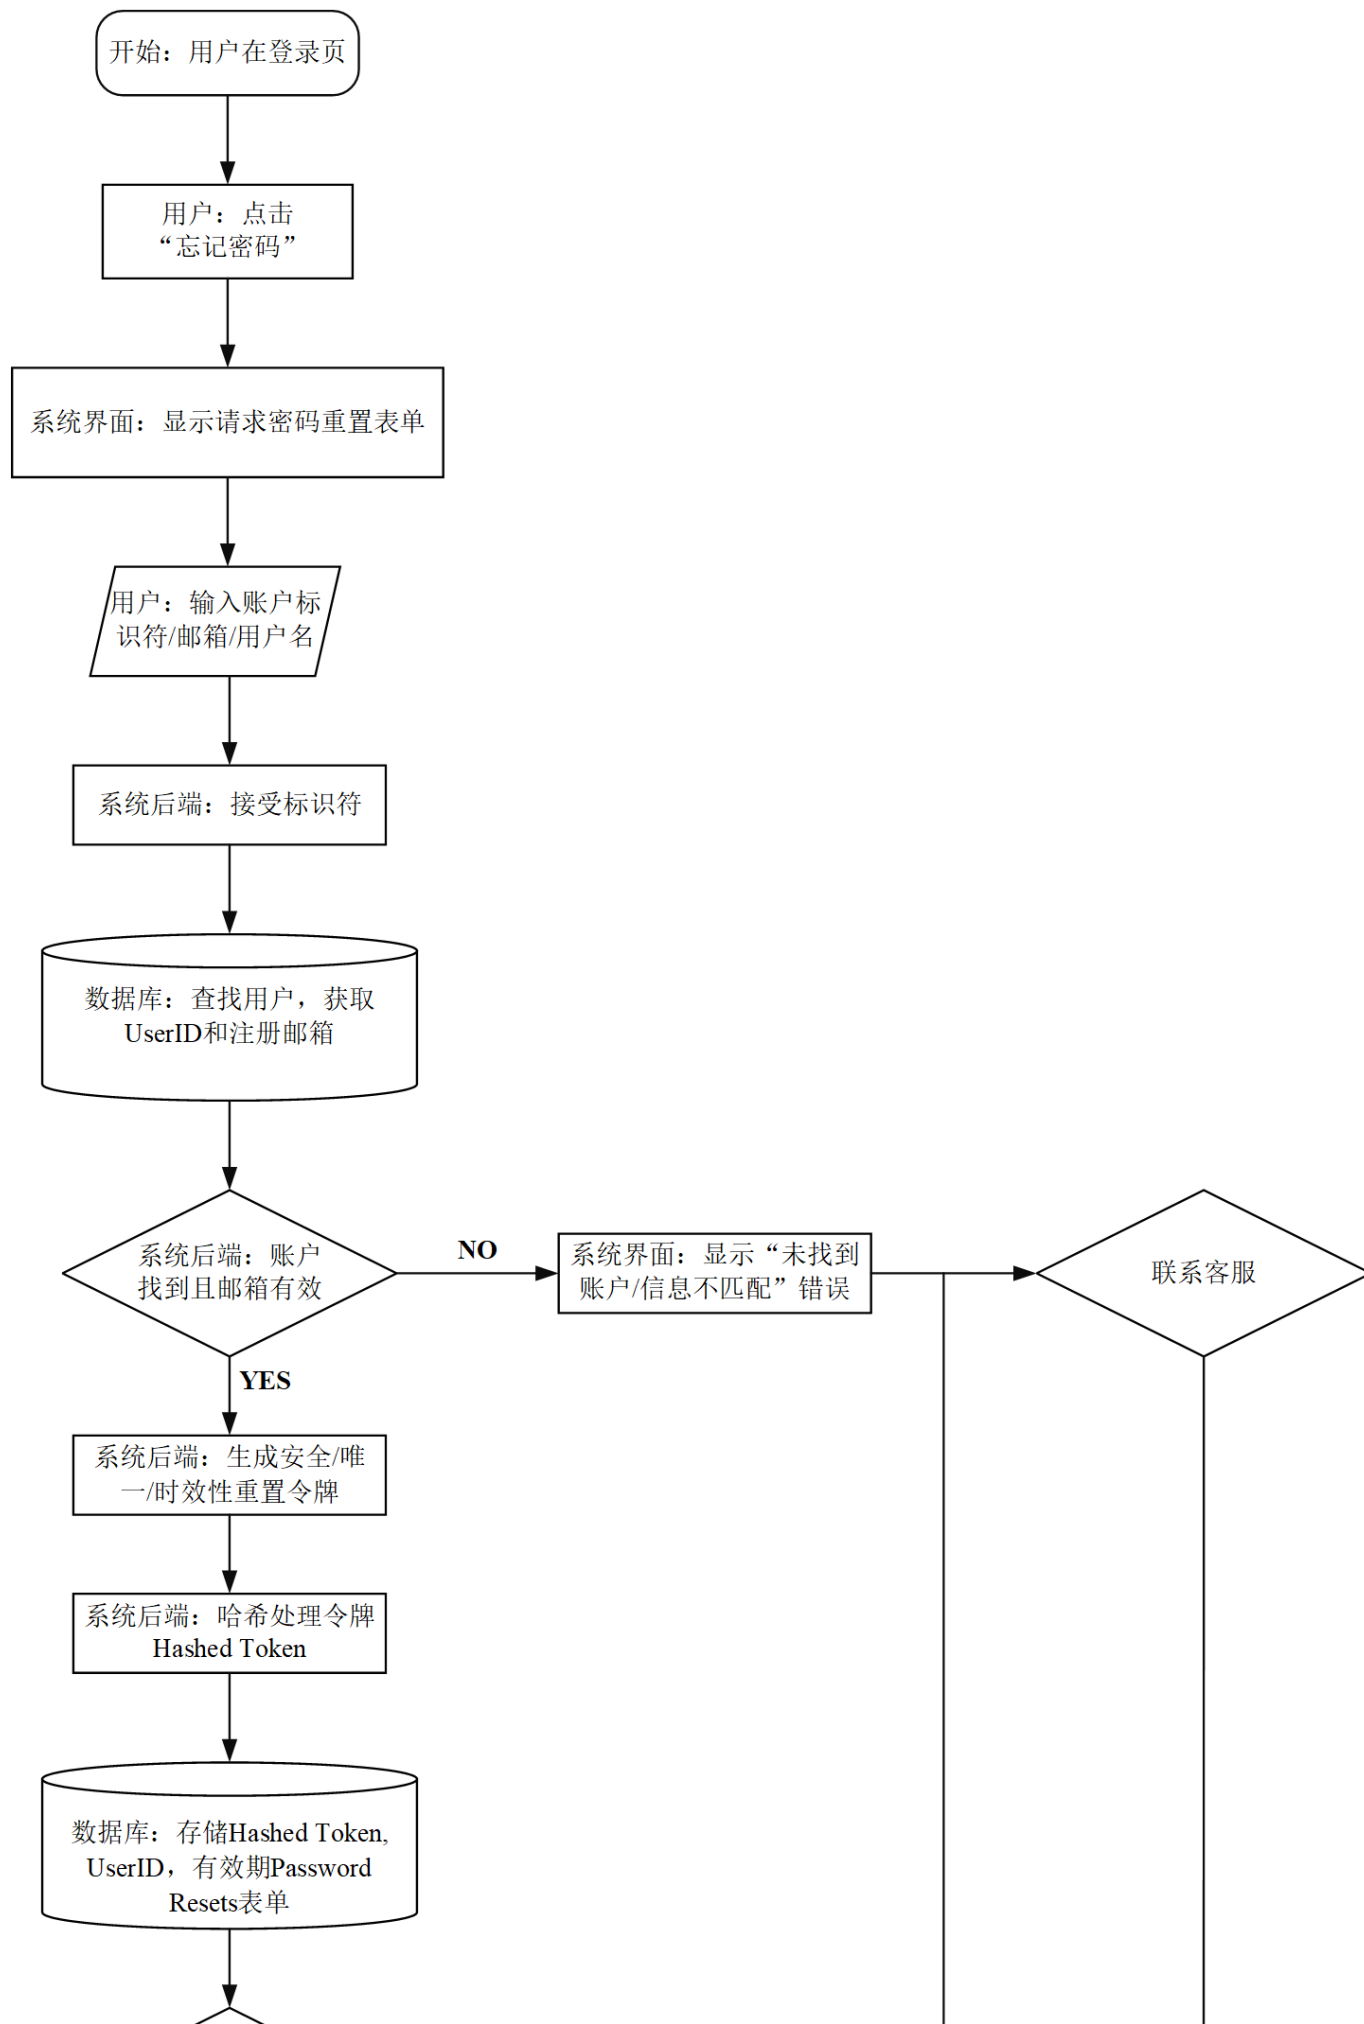 开始：用户在登录页
用户：点击
“忘记密码”
系统界面：显示请求密码重置表单
用户：输入账户标
识符/邮箱/用户名
系统后端：接受标识符
数据库：查找用户，获取
UserID和注册邮箱
系统后端：账户
找到且邮箱有效
NO
系统界面：显示“未找到
账户/信息不匹配”错误
联系客服
YES
系统后端：生成安全/唯
一/时效性重置令牌
系统后端：哈希处理令牌
Hashed Token
数据库：存储Hashed Token,
UserID，有效期Password
Resets表单